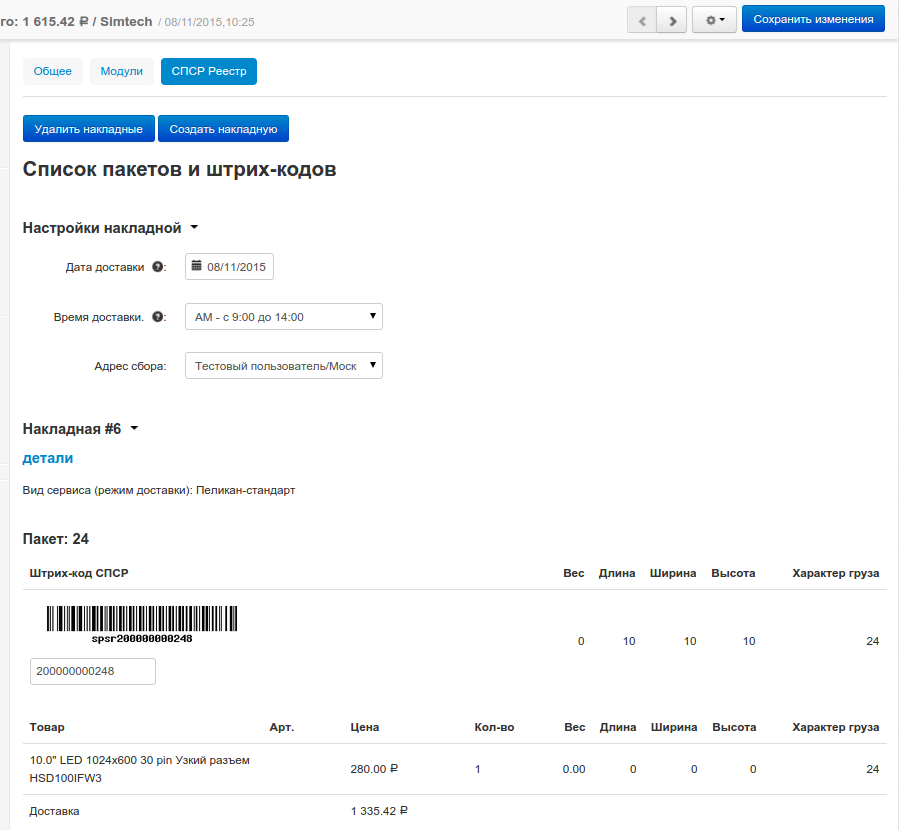 го: 1 615.42 ₽ / Simtech / 08/11/2015,10:25
Сохранить изменения
Общее Модули СПСР Реестр
Удалить накладные Создать накладную
Список пакетов и штрих-кодов
Настройки накладной
Дата доставки ?: 08/11/2015
Время доставки. ?: AM - с 9:00 до 14:00
Адрес сбора: Тестовый пользователь/Моск
Накладная #6
детали
Вид сервиса (режим доставки): Пеликан-стандарт
Пакет: 24
Штрих-код СПСР Вес Длина Ширина Высота Характер груза
spsr200000000248
0 10 10 10 24
200000000248
Товар Арт. Цена Кол-во Вес Длина Ширина Высота Характер груза
10.0" LED 1024x600 30 pin Узкий разъем
HSD100IFW3
280.00 ₽ 1 0.00 0 0 0 24
Доставка 1 335.42 ₽